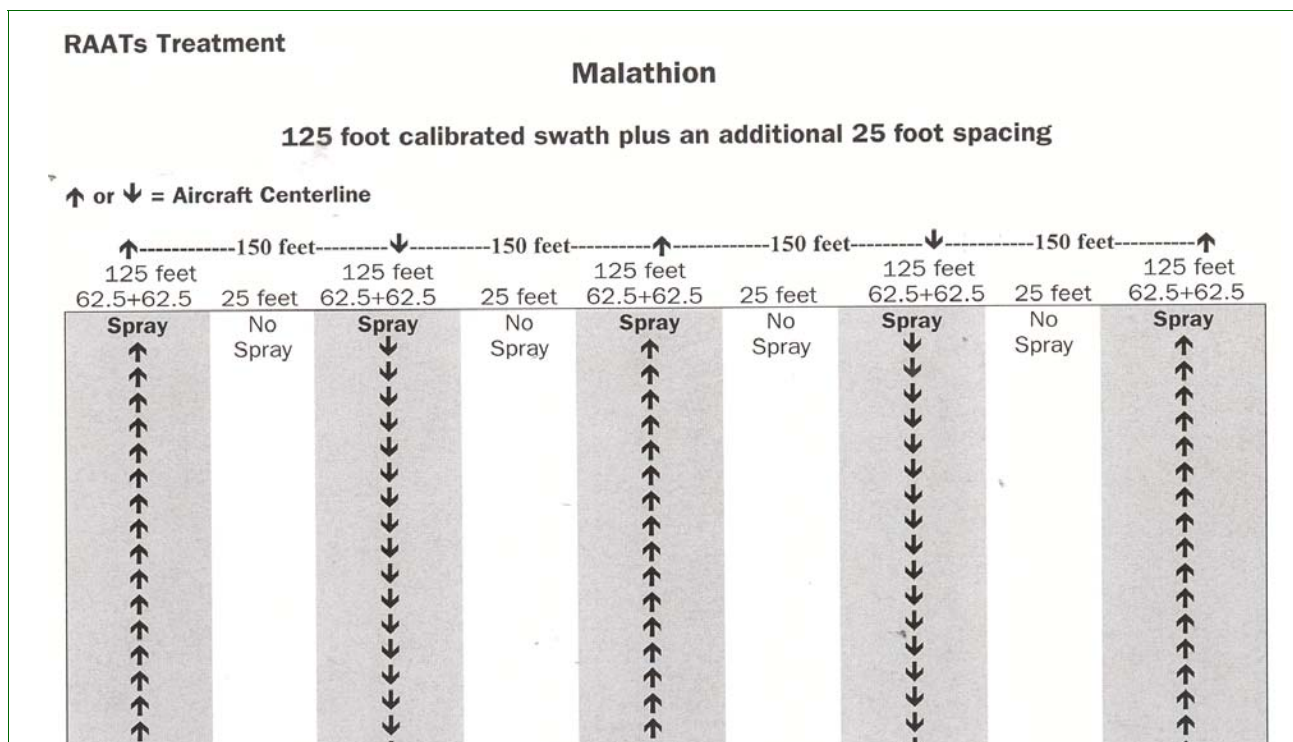 RAATs Treatment
Malathion
125 foot calibrated swath plus an additional 25 foot spacing
↑ or ↓ = Aircraft Centerline
↑------------150 feet---------↓----------150 feet----------↑------------150 feet---------↓-----------150 feet----------↑
125 feet 125 feet 125 feet 125 feet 125 feet
62.5+62.5 25 feet 62.5+62.5 25 feet 62.5+62.5 25 feet 62.5+62.5 25 feet 62.5+62.5
Spray No Spray No Spray No Spray No Spray
Spray Spray Spray Spray